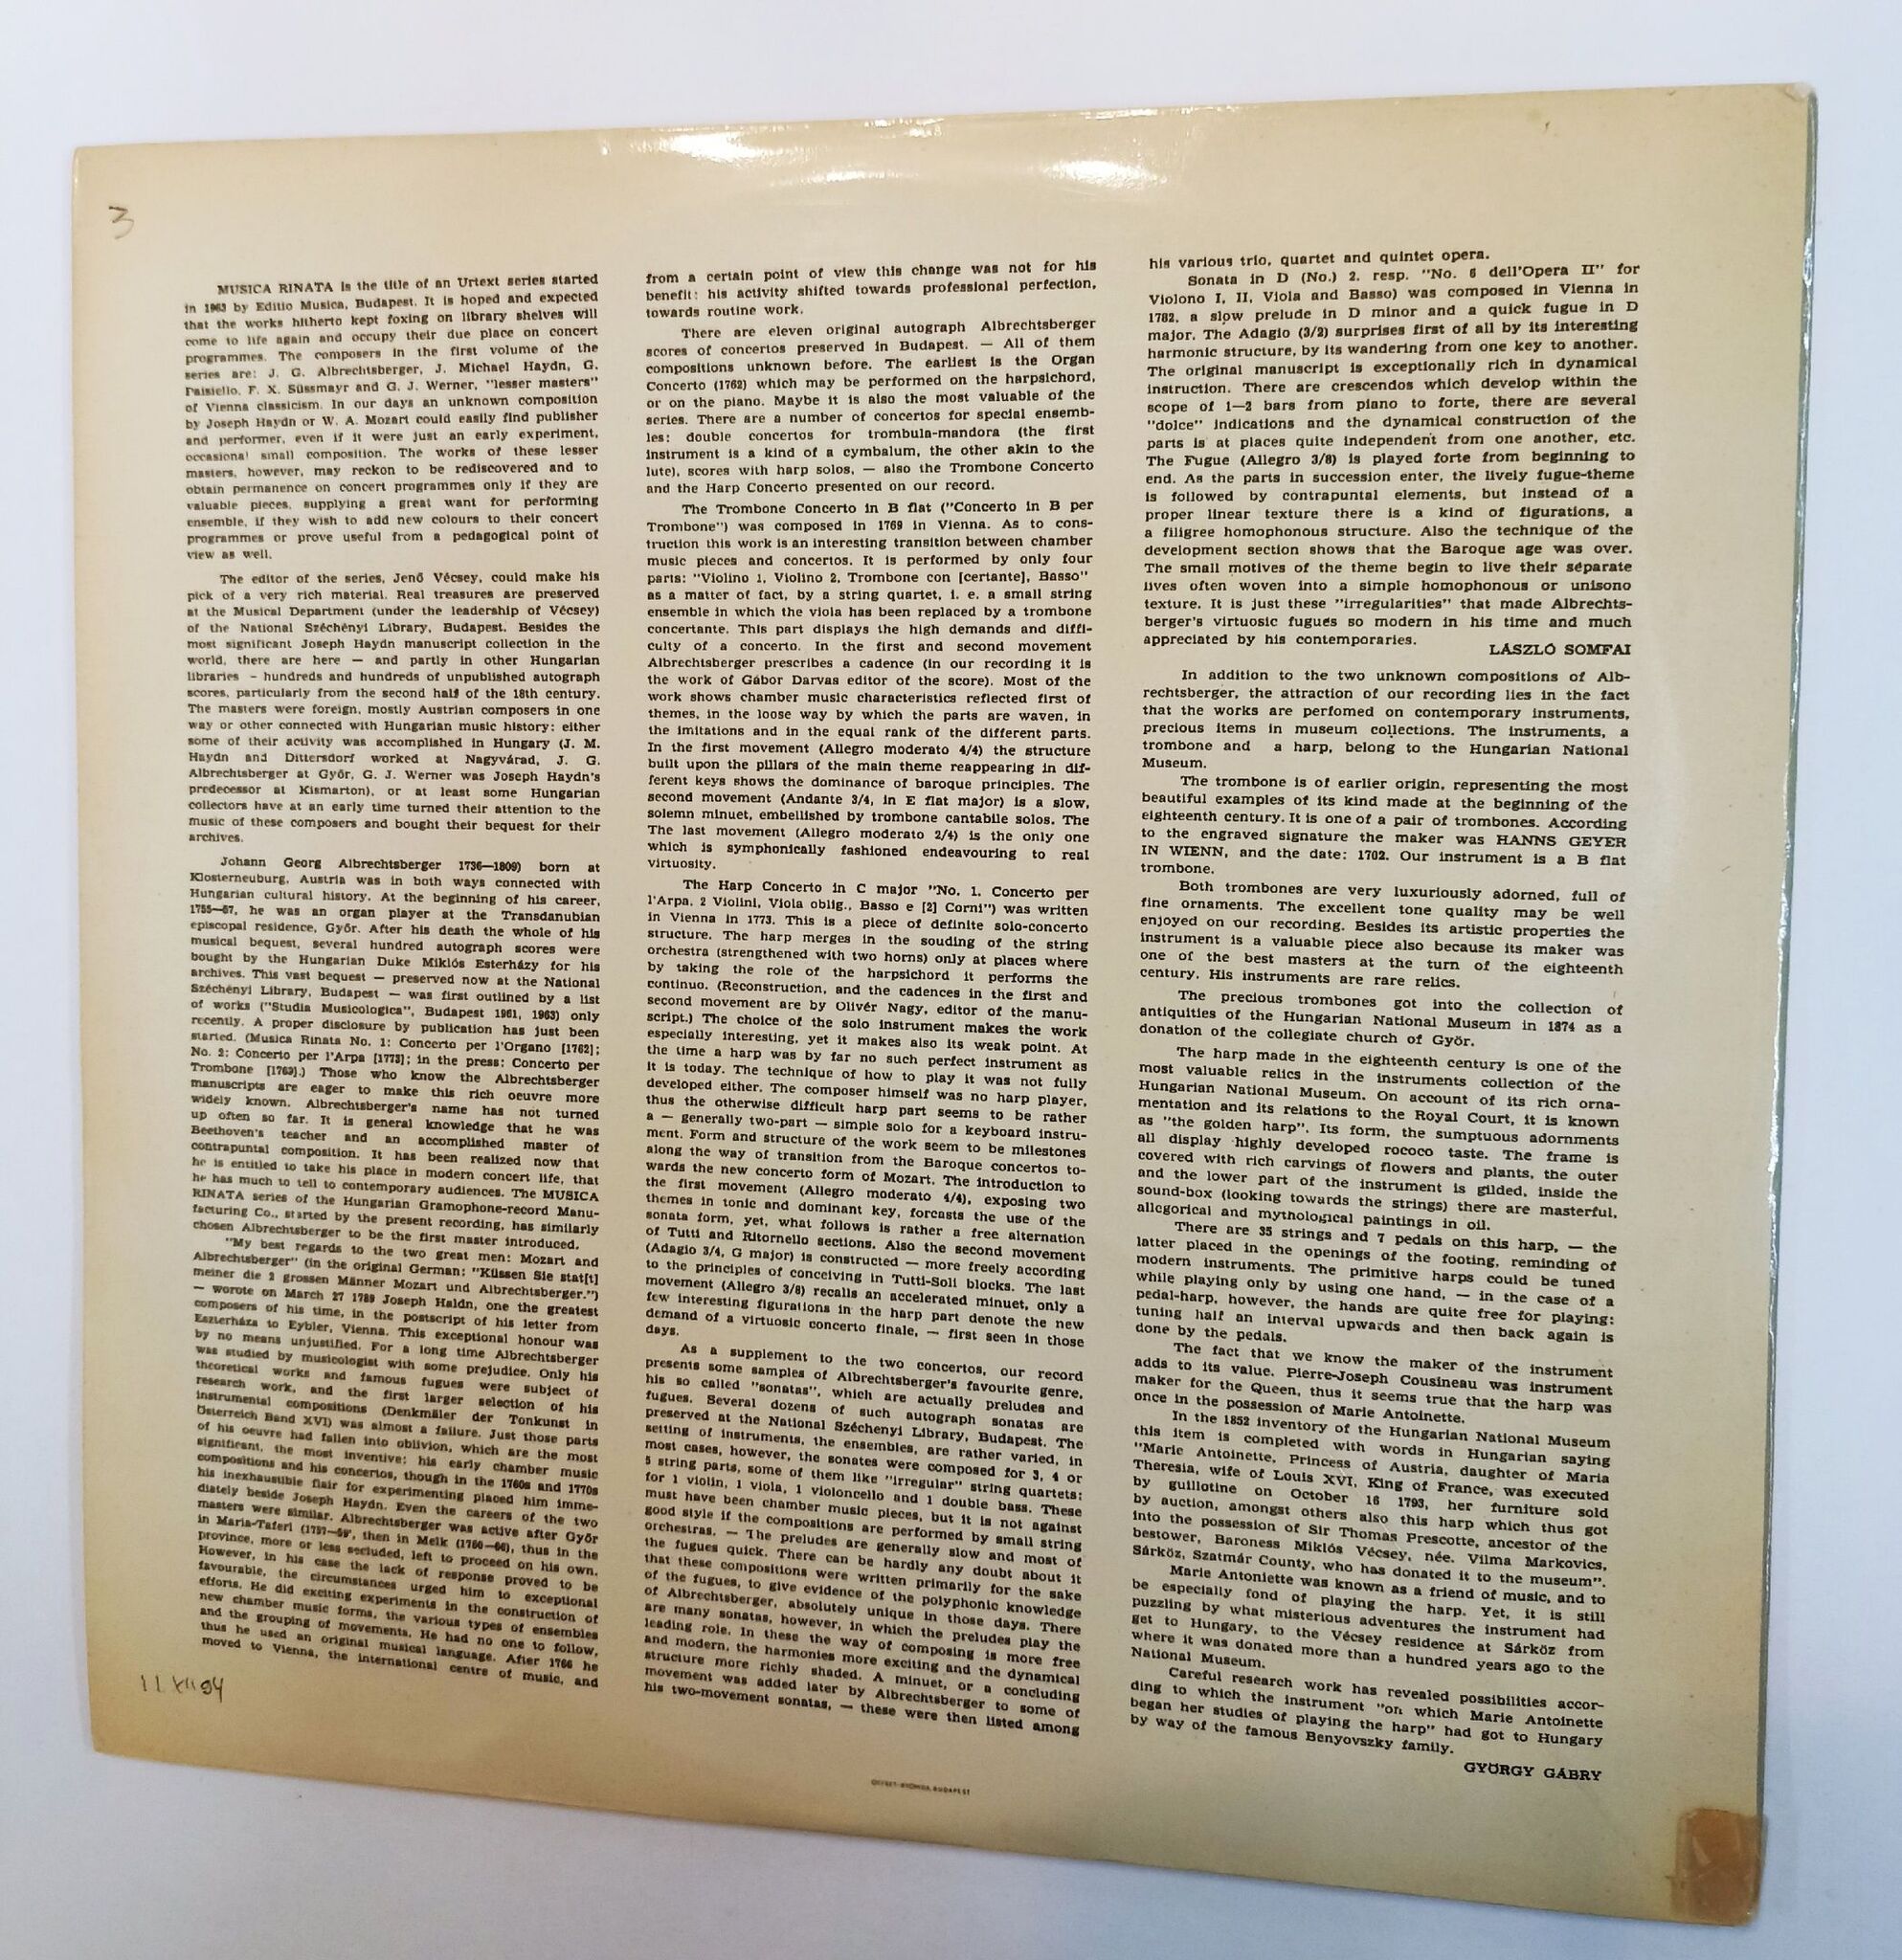 3
MUSICA RINATA is the title of an Urtext series started
in 1963 by Editio Musica, Budapest. It is hoped and expected
that the works hitherto kept foxing on library shelves will
come to life again and occupy their due place on concert
programmes. The composers in the first volume of the
series are: J. G. Albrechtsberger, J. Michael Haydn, G.
Paisiello, F. X. Süssmayr and G. J. Werner, "lesser masters"
of Vienna classicism. In our days an unknown composition
by Joseph Haydn or W. A. Mozart could easily find publisher
and performer, even if it were just an early experiment,
occasional small composition. The works of these lesser
masters, however, may reckon to be rediscovered and to
obtain permanence on concert programmes only if they are
valuable pieces, supplying a great want for performing
ensemble, if they wish to add new colours to their concert
programmes or prove useful from a pedagogical point of
view as well.
The editor of the series, Jenő Vécsey, could make his
pick of a very rich material. Real treasures are preserved
at the Musical Department (under the leadership of Vécsey)
of the National Széchényi Library, Budapest. Besides the
most significant Joseph Haydn manuscript collection in the
world, there are here — and partly in other Hungarian
libraries – hundreds and hundreds of unpublished autograph
scores, particularly from the second half of the 18th century.
The masters were foreign, mostly Austrian composers in one
way or other connected with Hungarian music history: either
some of their activity was accomplished in Hungary (J. M.
Haydn and Dittersdorf worked at Nagyvárad, J. G.
Albrechtsberger at Győr, G. J. Werner was Joseph Haydn's
predecessor at Kismarton), or at least some Hungarian
collectors have at an early time turned their attention to the
music of these composers and bought their bequest for their
archives.
Johann Georg Albrechtsberger 1736—1809) born at
Klosterneuburg, Austria was in both ways connected with
Hungarian cultural history. At the beginning of his career,
1755—57, he was an organ player at the Transdanubian
episcopal residence, Győr. After his death the whole of his
musical bequest, several hundred autograph scores were
bought by the Hungarian Duke Miklós Esterházy for his
archives. This vast bequest — preserved now at the National
Széchényi Library, Budapest — was first outlined by a list
of works ("Studia Musicologica", Budapest 1961, 1963) only
recently. A proper disclosure by publication has just been
started. (Musica Rinata No. 1: Concerto per l'Organo [1762];
No. 2: Concerto per l'Arpa [1773]; in the press: Concerto per
Trombone [1769].) Those who know the Albrechtsberger
manuscripts are eager to make this rich oeuvre more
widely known. Albrechtsberger's name has not turned
up often so far. It is general knowledge that he was
Beethoven's teacher and an accomplished master of
contrapuntal composition. It has been realized now that
he is entitled to take his place in modern concert life, that
he has much to tell to contemporary audiences. The MUSICA
RINATA series of the Hungarian Gramophone-record Manu-
facturing Co., started by the present recording, has similarly
chosen Albrechtsberger to be the first master introduced.
"My best regards to the two great men: Mozart and
Albrechtsberger" (in the original German: "Küssen Sie stat[t]
meiner die 2 grossen Männer Mozart und Albrechtsberger.")
— worote on March 27 1789 Joseph Haldn, one the greatest
composers of his time, in the postscript of his letter from
Eszterháza to Eybler, Vienna. This exceptional honour was
by no means unjustified. For a long time Albrechtsberger
was studied by musicologist with some prejudice. Only his
theoretical works and famous fugues were subject of
research work, and the first larger selection of his
instrumental compositions (Denkmäler der Tonkunst in
Österreich Band XVI) was almost a failure. Just those parts
of his oeuvre had fallen into oblivion, which are the most
significant, the most inventive: his early chamber music
compositions and his concertos, though in the 1760s and 1770s
his inexhaustible flair for experimenting placed him imme-
diately beside Joseph Haydn. Even the careers of the two
masters were similar. Albrechtsberger was active after Győr
in Maria-Taferl (1757—59), then in Melk (1760—66), thus in the
province, more or less secluded, left to proceed on his own.
However, in his case the lack of response proved to be
favourable, the circumstances urged him to exceptional
efforts. He did exciting experiments in the construction of
new chamber music forms, the various types of ensembles
and the grouping of movements. He had no one to follow,
thus he used an original musical language. After 1766 he
moved to Vienna, the international centre of music, and
from a certain point of view this change was not for his
benefit: his activity shifted towards professional perfection,
towards routine work.
There are eleven original autograph Albrechtsberger
scores of concertos preserved in Budapest. — All of them
compositions unknown before. The earliest is the Organ
Concerto (1762) which may be performed on the harpsichord,
or on the piano. Maybe it is also the most valuable of the
series. There are a number of concertos for special ensemb-
les: double concertos for trombula-mandora (the first
instrument is a kind of a cymbalum, the other akin to the
lute), scores with harp solos, — also the Trombone Concerto
and the Harp Concerto presented on our record.
The Trombone Concerto in B flat ("Concerto in B per
Trombone") was composed in 1769 in Vienna. As to cons-
truction this work is an interesting transition between chamber
music pieces and concertos. It is performed by only four
parts: "Violino 1, Violino 2, Trombone con [certante], Basso"
as a matter of fact, by a string quartet, i. e. a small string
ensemble in which the viola has been replaced by a trombone
concertante. This part displays the high demands and diffi-
culty of a concerto. In the first and second movement
Albrechtsberger prescribes a cadence (in our recording it is
the work of Gábor Darvas editor of the score). Most of the
work shows chamber music characteristics reflected first of
themes, in the loose way by which the parts are waven, in
the imitations and in the equal rank of the different parts.
In the first movement (Allegro moderato 4/4) the structure
built upon the pillars of the main theme reappearing in dif-
ferent keys shows the dominance of baroque principles. The
second movement (Andante 3/4, in E flat major) is a slow,
solemn minuet, embellished by trombone cantabile solos. The
The last movement (Allegro moderato 2/4) is the only one
which is symphonically fashioned endeavouring to real
virtuosity.
The Harp Concerto in C major "No. 1. Concerto per
l'Arpa, 2 Violini, Viola oblig., Basso e [2] Corni") was written
in Vienna in 1773. This is a piece of definite solo-concerto
structure. The harp merges in the souding of the string
orchestra (strengthened with two horns) only at places where
by taking the role of the harpsichord it performs the
continuo. (Reconstruction, and the cadences in the first and
second movement are by Olivér Nagy, editor of the manu-
script.) The choice of the solo instrument makes the work
especially interesting, yet it makes also its weak point. At
the time a harp was by far no such perfect instrument as
it is today. The technique of how to play it was not fully
developed either. The composer himself was no harp player,
thus the otherwise difficult harp part seems to be rather
a — generally two-part — simple solo for a keyboard instru-
ment. Form and structure of the work seem to be milestones
along the way of transition from the Baroque concertos to-
wards the new concerto form of Mozart. The introduction to
the first movement (Allegro moderato 4/4), exposing two
themes in tonic and dominant key, forcasts the use of the
sonata form, yet, what follows is rather a free alternation
of Tutti and Ritornello sections. Also the second movement
(Adagio 3/4, G major) is constructed — more freely according
to the principles of conceiving in Tutti-Soli blocks. The last
movement (Allegro 3/8) recalls an accelerated minuet, only a
few interesting figurations in the harp part denote the new
demand of a virtuosic concerto finale, — first seen in those
days.
As a supplement to the two concertos, our record
presents some samples of Albrechtsberger's favourite genre,
his so called "sonatas", which are actually preludes and
fugues. Several dozens of such autograph sonatas are
preserved at the National Széchenyi Library, Budapest. The
setting of instruments, the ensembles, are rather varied, in
most cases, however, the sonates were composed for 3, 4 or
5 string parts, some of them like "irregular" string quartets:
for 1 violin, 1 viola, 1 violoncello and 1 double bass. These
must have been chamber music pieces, but it is not against
good style if the compositions are performed by small string
orchestras. — The preludes are generally slow and most of
the fugues quick. There can be hardly any doubt about it
that these compositions were written primarily for the sake
of the fugues, to give evidence of the polyphonic knowledge
of Albrechtsberger, absolutely unique in those days. There
are many sonatas, however, in which the preludes play the
leading role. In these the way of composing is more free
and modern, the harmonies more exciting and the dynamical
structure more richly shaded. A minuet, or a concluding
movement was added later by Albrechtsberger to some of
his two-movement sonatas, — these were then listed among
his various trio, quartet and quintet opera.
Sonata in D (No.) 2. resp. "No. 6 dell'Opera II" for
Violono I, II, Viola and Basso) was composed in Vienna in
1782, a slow prelude in D minor and a quick fugue in D
major. The Adagio (3/2) surprises first of all by its interesting
harmonic structure, by its wandering from one key to another.
The original manuscript is exceptionally rich in dynamical
instruction. There are crescendos which develop within the
scope of 1—2 bars from piano to forte, there are several
"dolce" indications and the dynamical construction of the
parts is at places quite independent from one another, etc.
The Fugue (Allegro 3/8) is played forte from beginning to
end. As the parts in succession enter, the lively fugue-theme
is followed by contrapuntal elements, but instead of a
proper linear texture there is a kind of figurations, a
a filigree homophonous structure. Also the technique of the
development section shows that the Baroque age was over.
The small motives of the theme begin to live their séparate
lives often woven into a simple homophonous or unisono
texture. It is just these "irregularities" that made Albrechts-
berger's virtuosic fugues so modern in his time and much
appreciated by his contemporaries.
LÁSZLÓ SOMFAI
In addition to the two unknown compositions of Alb-
rechtsberger, the attraction of our recording lies in the fact
that the works are perfomed on contemporary instruments,
precious items in museum collections. The instruments, a
trombone and a harp, belong to the Hungarian National
Museum.
The trombone is of earlier origin, representing the most
beautiful examples of its kind made at the beginning of the
eighteenth century. It is one of a pair of trombones. According
to the engraved signature the maker was HANNS GEYER
IN WIENN, and the date: 1702. Our instrument is a B flat
trombone.
Both trombones are very luxuriously adorned, full of
fine ornaments. The excellent tone quality may be well
enjoyed on our recording. Besides its artistic properties the
instrument is a valuable piece also because its maker was
one of the best masters at the turn of the eighteenth
century. His instruments are rare relics.
The precious trombones got into the collection of
antiquities of the Hungarian National Museum in 1874 as a
donation of the collegiate church of Győr.
The harp made in the eighteenth century is one of the
most valuable relics in the instruments collection of the
Hungarian National Museum. On account of its rich orna-
mentation and its relations to the Royal Court, it is known
as "the golden harp". Its form, the sumptuous adornments
all display highly developed rococo taste. The frame is
covered with rich carvings of flowers and plants, the outer
and the lower part of the instrument is gilded, inside the
sound-box (looking towards the strings) there are masterful,
allegorical and mythological paintings in oil.
There are 35 strings and 7 pedals on this harp, — the
latter placed in the openings of the footing, reminding of
modern instruments. The primitive harps could be tuned
while playing only by using one hand, — in the case of a
pedal-harp, however, the hands are quite free for playing:
tuning half an interval upwards and then back again is
done by the pedals.
The fact that we know the maker of the instrument
adds to its value. Pierre-Joseph Cousineau was instrument
maker for the Queen, thus it seems true that the harp was
once in the possession of Marie Antoinette.
In the 1852 inventory of the Hungarian National Museum
this item is completed with words in Hungarian saying
"Marie Antoinette, Princess of Austria, daughter of Maria
Theresia, wife of Louis XVI, King of France, was executed
by guillotine on October 16 1793, her furniture sold
by auction, amongst others also this harp which thus got
into the possession of Sir Thomas Prescotte, ancestor of the
bestower, Baroness Miklós Vécsey, née. Vilma Markovics,
Sárköz, Szatmár County, who has donated it to the museum".
Marie Antoniette was known as a friend of music, and to
be especially fond of playing the harp. Yet, it is still
puzzling by what misterious adventures the instrument had
get to Hungary, to the Vécsey residence at Sárköz from
where it was donated more than a hundred years ago to the
National Museum.
Careful research work has revealed possibilities accor-
ding to which the instrument "on which Marie Antoinette
began her studies of playing the harp" had got to Hungary
by way of the famous Benyovszky family.
GYÖRGY GÁBRY
OFFSET-NYOMDA, BUDAPEST